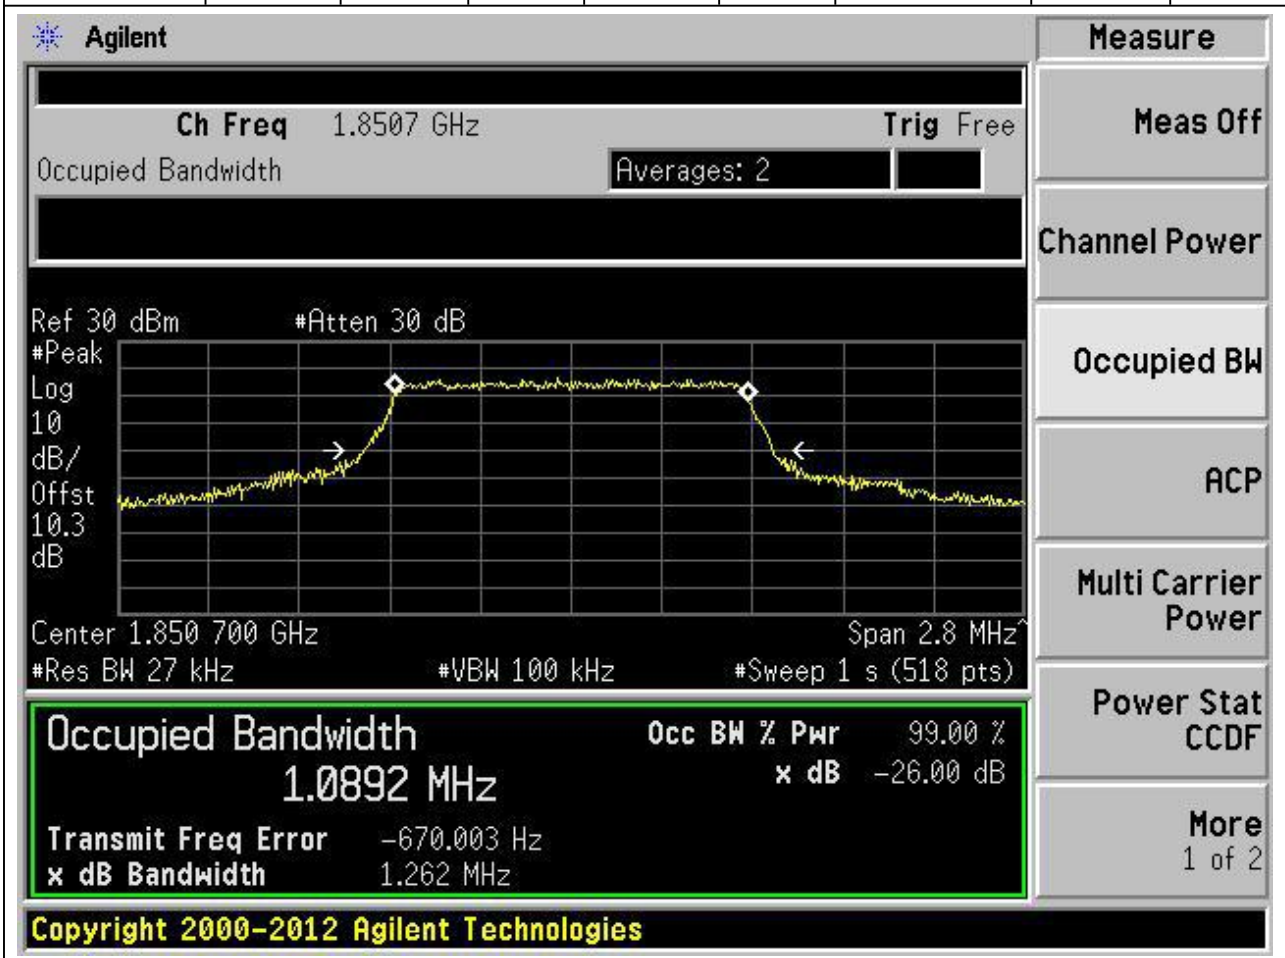 Agilent
Measure
Ch Freq 1.8507 GHz Trig Free
Occupied Bandwidth Averages: 2
Meas Off
Channel Power
Occupied BW
ACP
Multi Carrier
Power
Power Stat
CCDF
More
1 of 2
Ref 30 dBm #Atten 30 dB
#Peak
Log
10
dB/
Offst
10.3
dB
Center 1.850 700 GHz Span 2.8 MHz^
#Res BW 27 kHz #VBW 100 kHz #Sweep 1 s (518 pts)
Occupied Bandwidth Occ BW % Pwr 99.00 %
1.0892 MHz x dB -26.00 dB
Transmit Freq Error -670.003 Hz
x dB Bandwidth 1.262 MHz
Copyright 2000-2012 Agilent Technologies